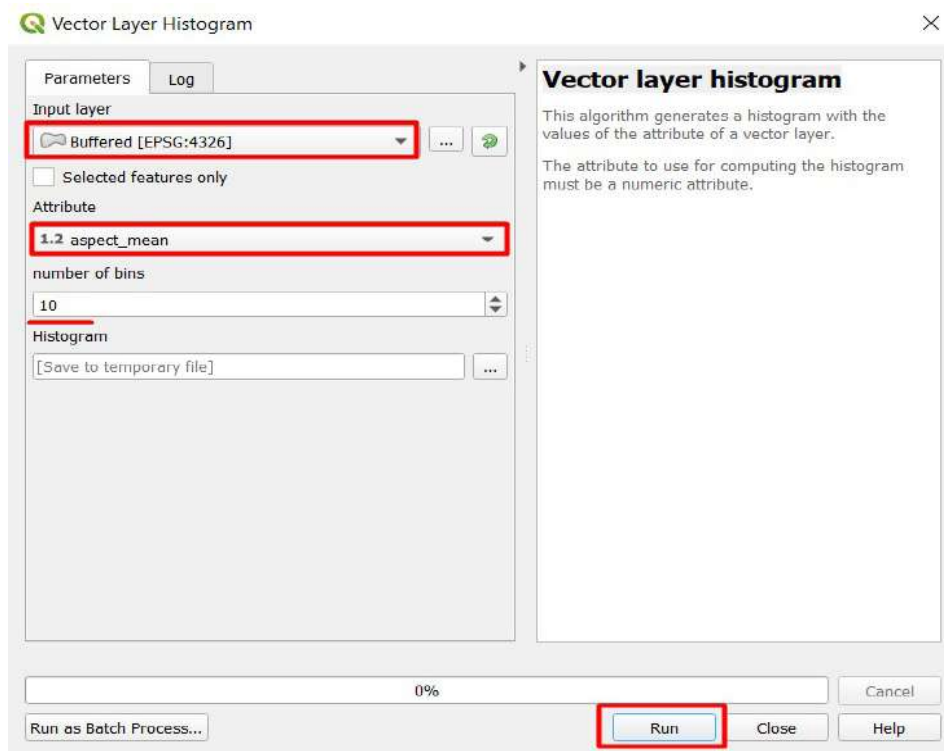 Vector Layer Histogram
Parameters
Log
Input layer
Buffered [EPSG:4326]
...
Selected features only
Attribute
1.2 aspect_mean
number of bins
10
Histogram
[Save to temporary file]
...
Vector layer histogram
This algorithm generates a histogram with the
values of the attribute of a vector layer.
The attribute to use for computing the histogram
must be a numeric attribute.
0%
Cancel
Run as Batch Process...
Run
Close
Help